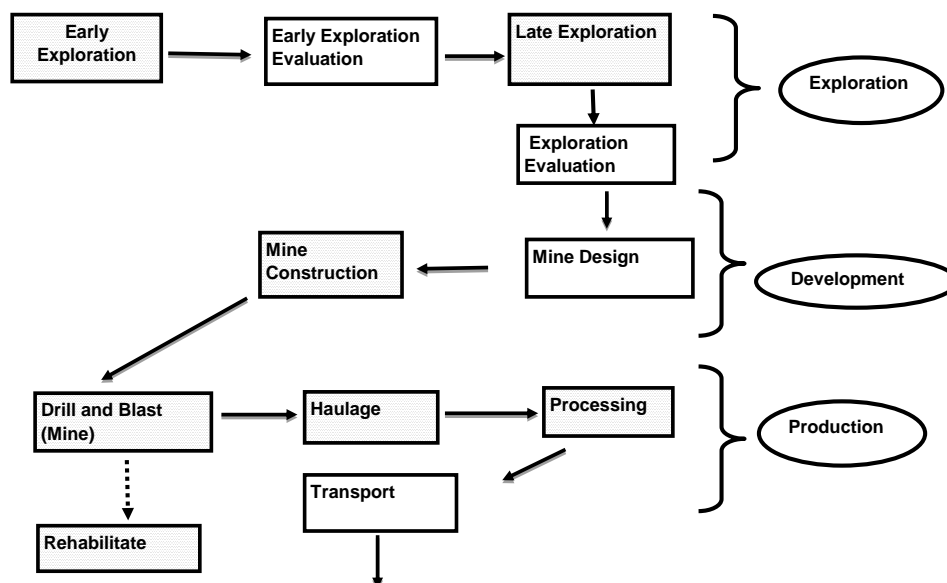 Early
Exploration
Early Exploration
Evaluation
Late Exploration
Exploration
Exploration
Evaluation
Mine
Construction
Mine Design
Development
Drill and Blast
(Mine)
Haulage
Processing
Production
Transport
Rehabilitate